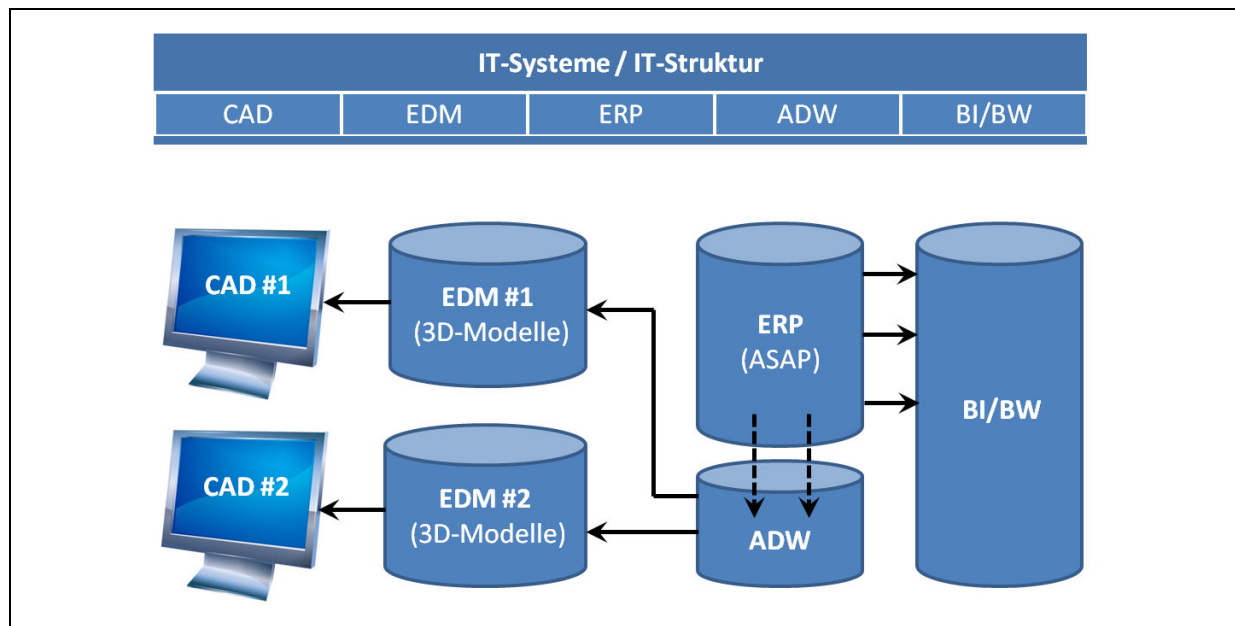 IT-Systeme / IT-Struktur
CAD EDM ERP ADW BI/BW
CAD #1
EDM #1
(3D-Modelle)
ERP
(ASAP)
BI/BW
CAD #2
EDM #2
(3D-Modelle)
ADW